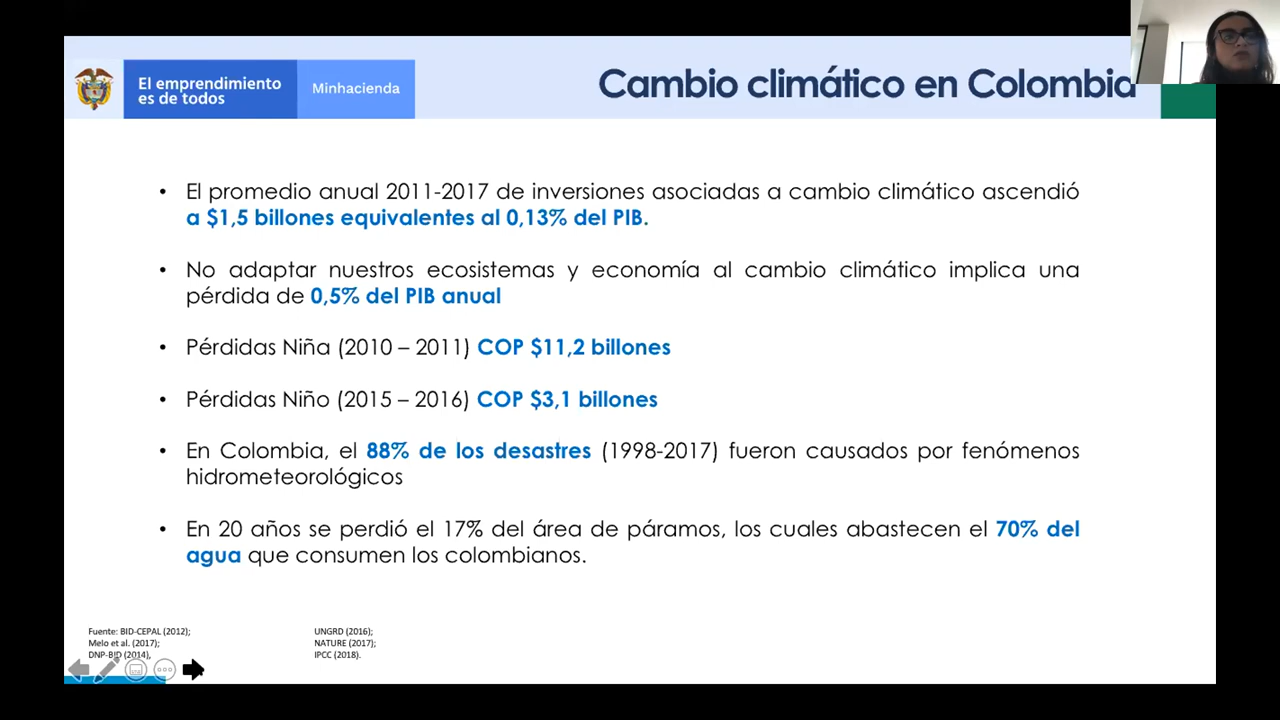 El emprendimiento
es de todos
Minhacienda
Cambio climático en Colombia
• El promedio anual 2011-2017 de inversiones asociadas a cambio climático ascendió
a $1,5 billones equivalentes al 0,13% del PIB.
• No adaptar nuestros ecosistemas y economía al cambio climático implica una
pérdida de 0,5% del PIB anual
• Pérdidas Niña (2010 – 2011) COP $11,2 billones
• Pérdidas Niño (2015 – 2016) COP $3,1 billones
• En Colombia, el 88% de los desastres (1998-2017) fueron causados por fenómenos
hidrometeorológicos
• En 20 años se perdió el 17% del área de páramos, los cuales abastecen el 70% del
agua que consumen los colombianos.
Fuente: BID-CEPAL (2012);
Melo et al. (2017);
DNP-BID (2014),
UNGRD (2016);
NATURE (2017);
IPCC (2018).